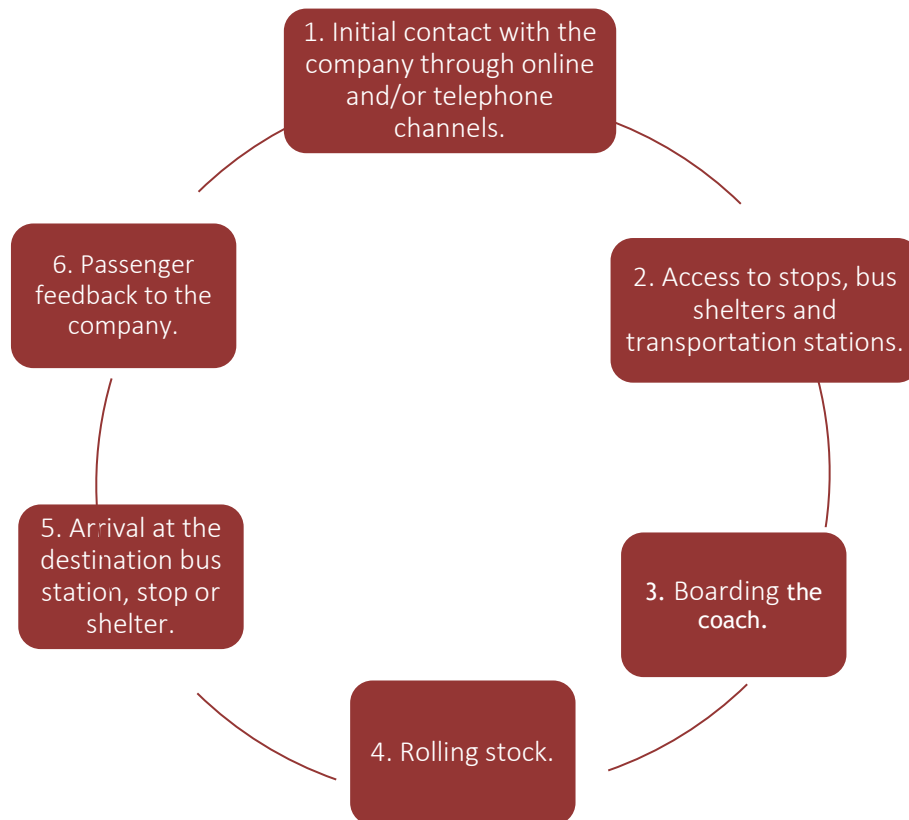 1. Initial contact with the
company through online
and/or telephone
channels.
2. Access to stops, bus
shelters and
transportation stations.
3. Boarding the
coach.
4. Rolling stock.
5. Arrival at the
destination bus
station, stop or
shelter.
6. Passenger
feedback to the
company.